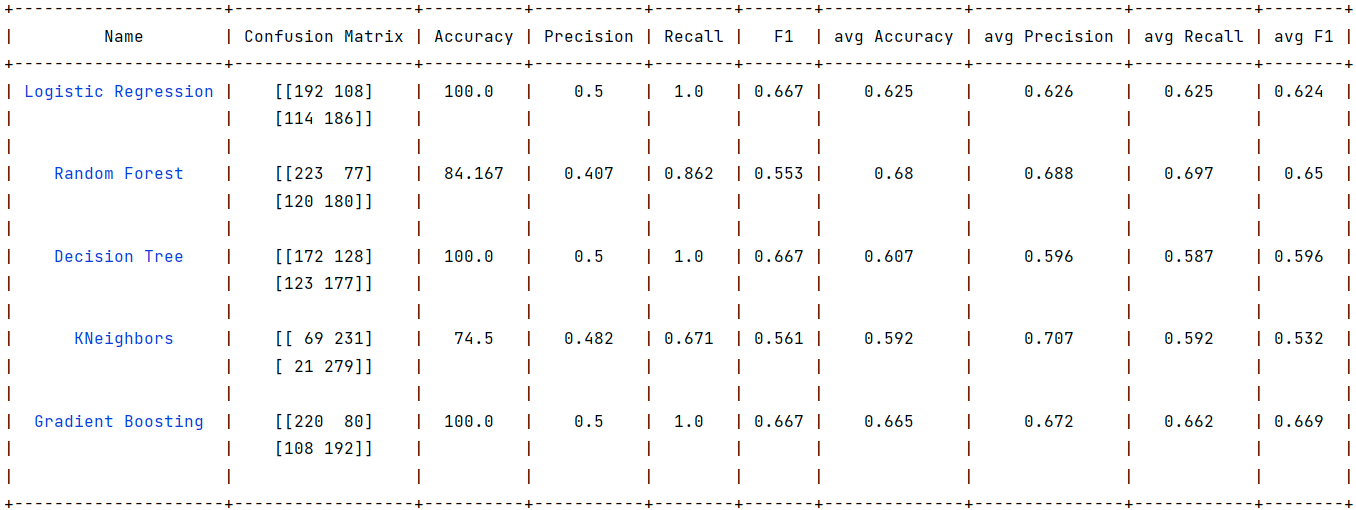 +---------------------+------------------+----------+-----------+--------+-------+--------------+---------------+------------+--------+
|         Name        | Confusion Matrix | Accuracy | Precision | Recall |   F1  | avg Accuracy | avg Precision | avg Recall | avg F1 |
+---------------------+------------------+----------+-----------+--------+-------+--------------+---------------+------------+--------+
| Logistic Regression |    [[192 108]    |  100.0   |    0.5    |  1.0   | 0.667 |    0.625     |     0.626     |   0.625    | 0.624  |
|                     |    [114 186]]    |          |           |        |       |              |               |            |        |
|                     |                  |          |           |        |       |              |               |            |        |
|    Random Forest    |    [[223  77]    |  84.167  |   0.407   | 0.862  | 0.553 |     0.68     |     0.688     |   0.697    |  0.65  |
|                     |    [120 180]]    |          |           |        |       |              |               |            |        |
|                     |                  |          |           |        |       |              |               |            |        |
|    Decision Tree    |    [[172 128]    |  100.0   |    0.5    |  1.0   | 0.667 |    0.607     |     0.596     |   0.587    | 0.596  |
|                     |    [123 177]]    |          |           |        |       |              |               |            |        |
|                     |                  |          |           |        |       |              |               |            |        |
|      KNeighbors     |    [[ 69 231]    |   74.5   |   0.482   | 0.671  | 0.561 |    0.592     |     0.707     |   0.592    | 0.532  |
|                     |    [ 21 279]]    |          |           |        |       |              |               |            |        |
|                     |                  |          |           |        |       |              |               |            |        |
|  Gradient Boosting  |    [[220  80]    |  100.0   |    0.5    |  1.0   | 0.667 |    0.665     |     0.672     |   0.662    | 0.669  |
|                     |    [108 192]]    |          |           |        |       |              |               |            |        |
|                     |                  |          |           |        |       |              |               |            |        |
+---------------------+------------------+----------+-----------+--------+-------+--------------+---------------+------------+--------+